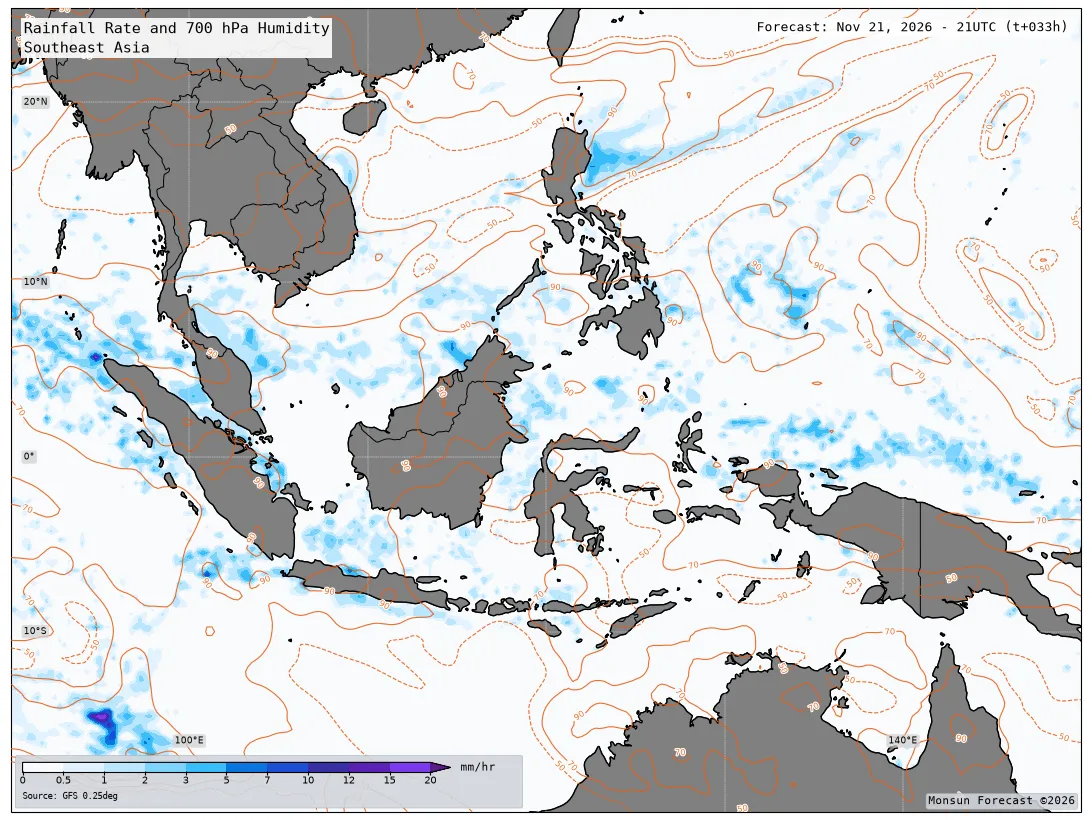 Rainfall Rate and 700 hPa Humidity
Southeast Asia
Forecast: Nov 21, 2026 - 21UTC (t+033h)
20°N
10°N
0°
10°S
100°E
140°E
0 0.5 1 2 3 5 7 10 12 15 20 mm/hr
Source: GFS 0.25deg
Monsun Forecast ©2026